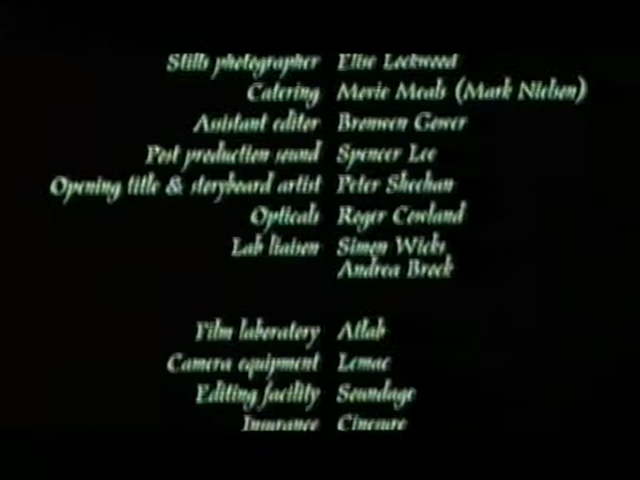 Stills photographer Elise Lockwood
Catering Movie Meals (Mark Nielsen)
Assistant editor Bronwen Gower
Post production sound Spencer Lee
Opening title & storyboard artist Peter Sheehan
Opticals Roger Cowland
Lab liaison Simon Wicks
Andrea Brock
Film laboratory Atlab
Camera equipment Lemac
Editing facility Soundage
Insurance Cinesure